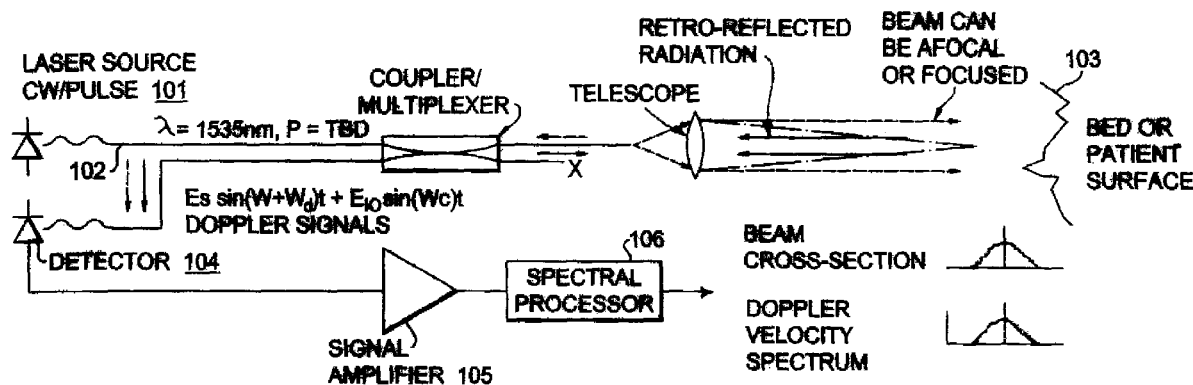 LASER SOURCE
CW/PULSE 101
λ = 1535nm, P = TBD
102
COUPLER/
MULTIPLEXER
TELESCOPE
RETRO-REFLECTED
RADIATION
BEAM CAN
BE AFOCAL
OR FOCUSED
103
BED OR
PATIENT
SURFACE
X
Es sin(W+Wd)t + E10 sin(Wc)t
DOPPLER SIGNALS
DETECTOR 104
SIGNAL
AMPLIFIER 105
106
SPECTRAL
PROCESSOR
BEAM
CROSS-SECTION
DOPPLER
VELOCITY
SPECTRUM